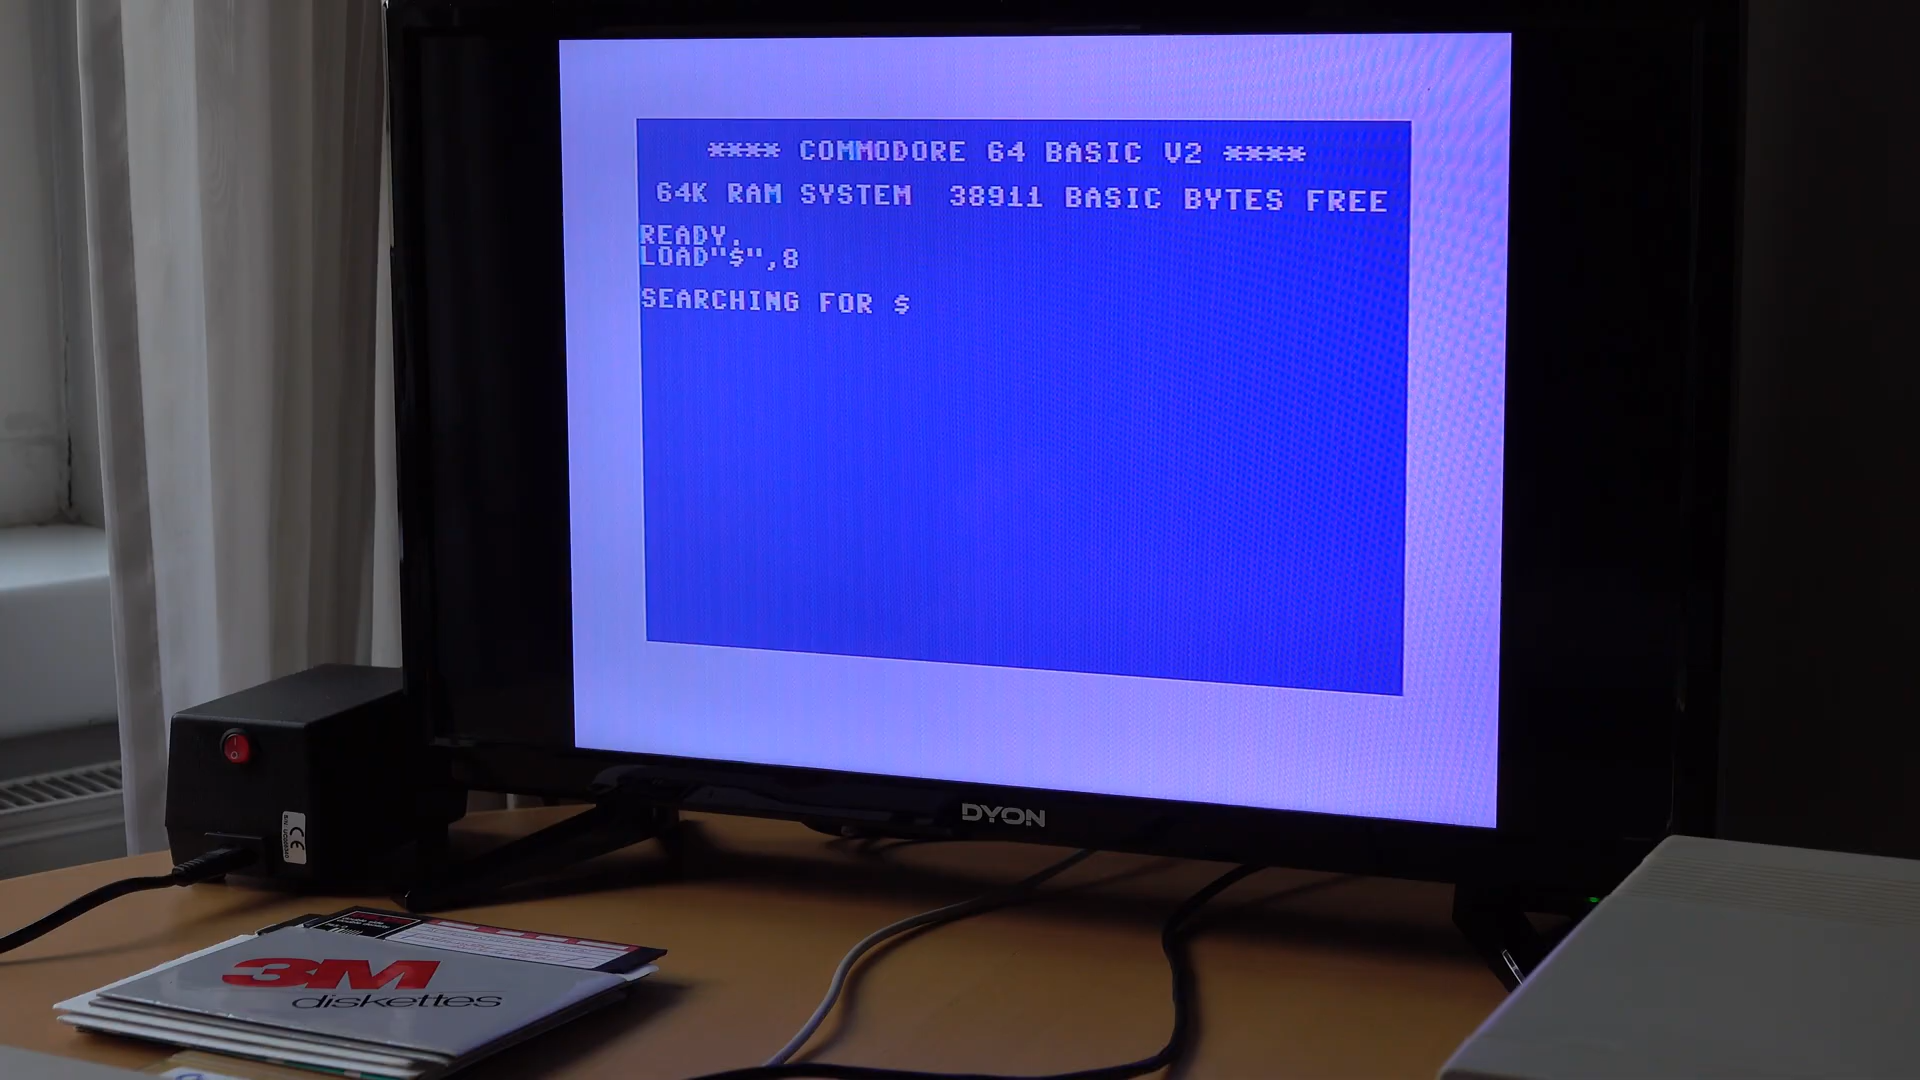 **** COMMODORE 64 BASIC V2 ****
64K RAM SYSTEM  38911 BASIC BYTES FREE
READY.
LOAD"$",8
SEARCHING FOR $
DYON
3M
diskettes
CE